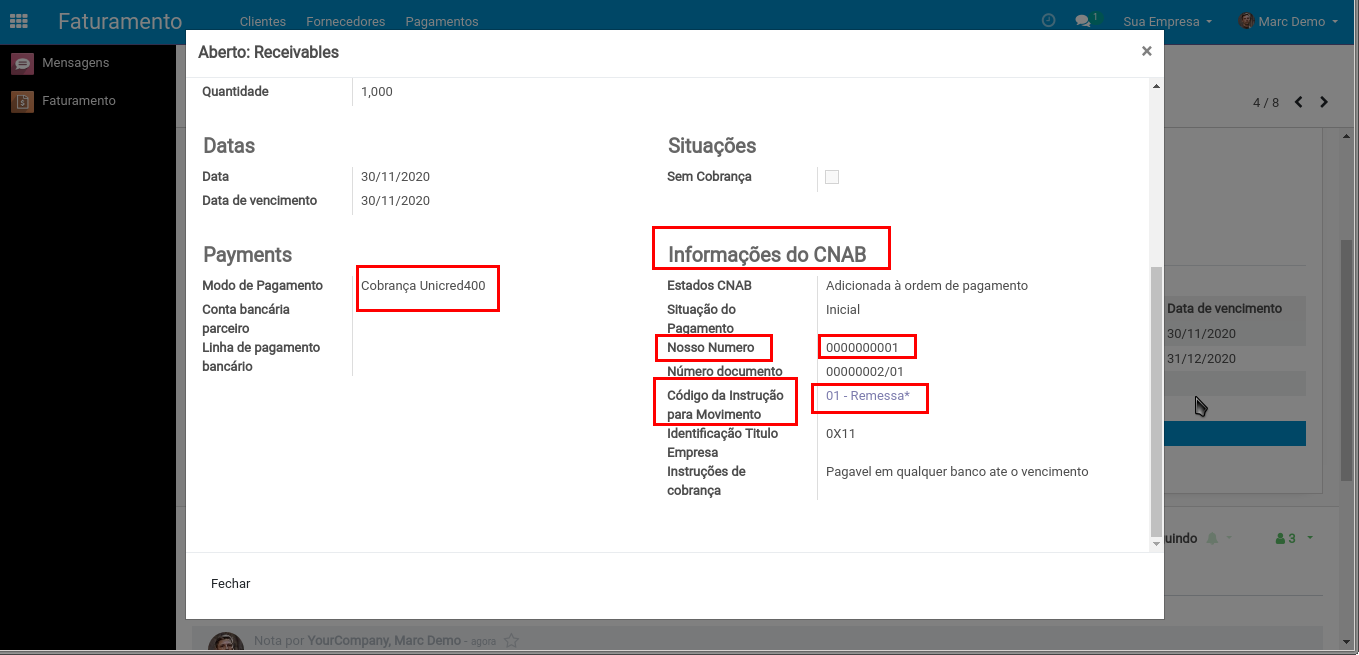 Faturamento Clientes Fornecedores Pagamentos 1 Sua Empresa Marc Demo
Mensagens
Faturamento
Aberto: Receivables ×
Quantidade 1,000
4 / 8
Datas Situações
Data 30/11/2020 Sem Cobrança
Data de vencimento 30/11/2020
Payments Informações do CNAB
Modo de Pagamento Cobrança Unicred400 Estados CNAB Adicionada à ordem de pagamento
Conta bancária Situação do Inicial Data de vencimento
parceiro Pagamento 30/11/2020
Linha de pagamento Nosso Numero 0000000001
bancário 31/12/2020
Número documento 00000002/01
Código da Instrução 01 - Remessa*
para Movimento
Identificação Titulo 0X11
Empresa
Instruções de Pagavel em qualquer banco ate o vencimento
cobrança
uindo 3
Fechar
Nota por YourCompany, Marc Demo - agora